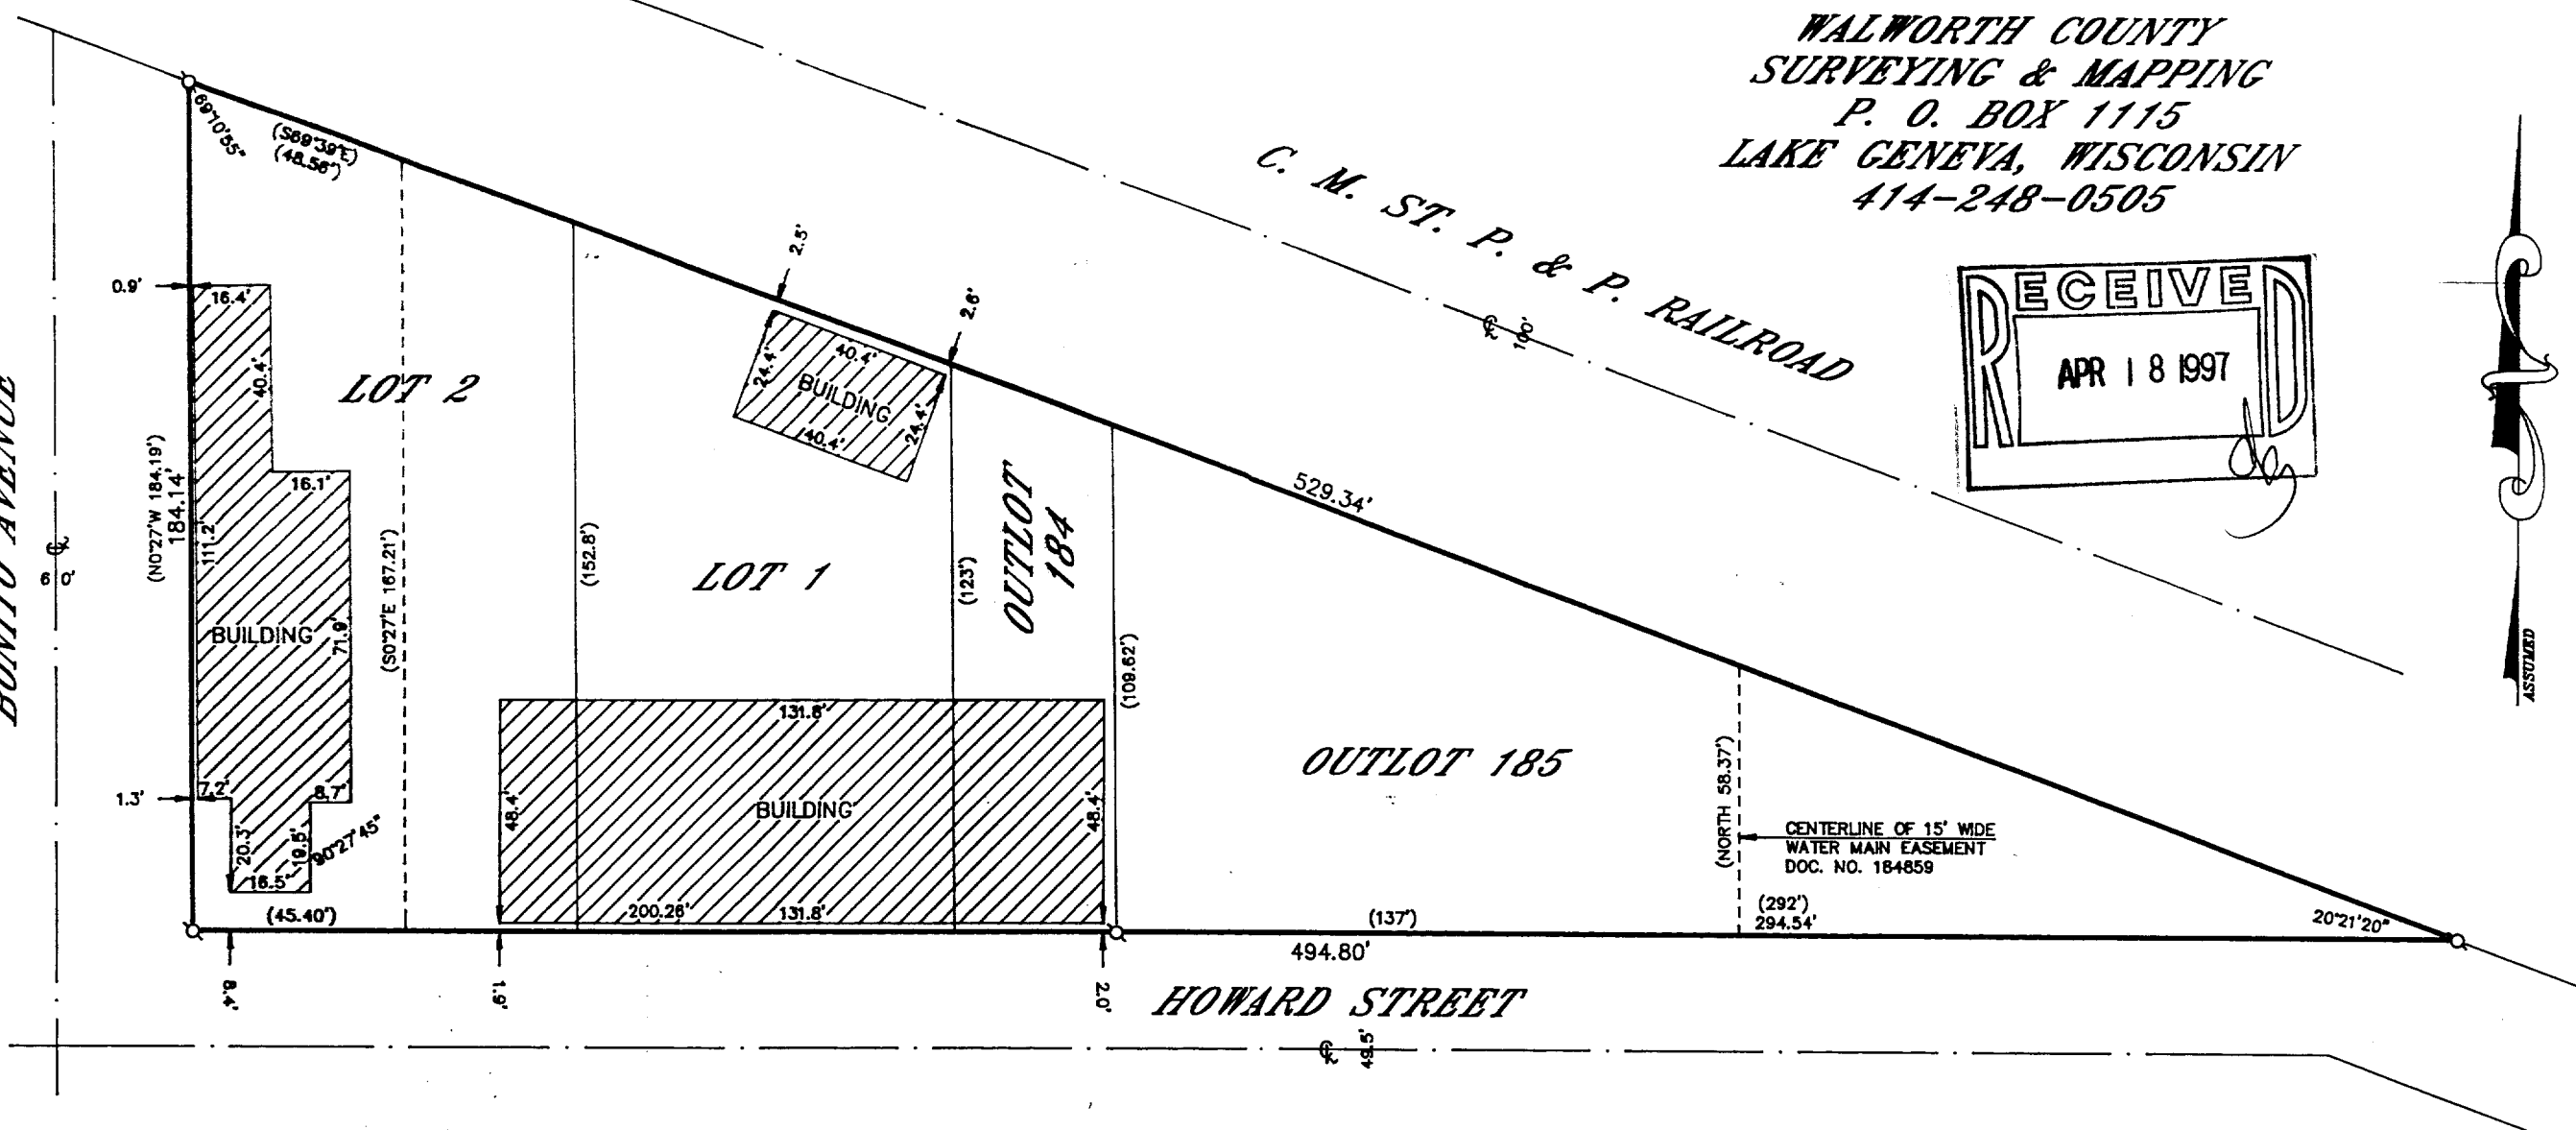 WALWORTH COUNTY
SURVEYING & MAPPING
P. O. BOX 1115
LAKE GENEVA, WISCONSIN
414-248-0505
RECEIVED
APR 18 1997
ASSUMED
C. M. ST. P. & P. RAILROAD
100'
69°10'55"
(S69°39'E)
(48.56')
2.5'
2.6'
529.34'
0.9'
16.4'
40.4'
16.1'
LOT 2
40.4'
24.4'
BUILDING
24.4'
40.4'
BONITO AVENUE
60'
(N0°27'W 184.19')
184.14'
111.2'
BUILDING
71.9'
(S0°27'E 167.21')
(152.8')
LOT 1
(123')
OUTLOT
184
(109.62')
OUTLOT 185
(NORTH 58.37')
CENTERLINE OF 15' WIDE
WATER MAIN EASEMENT
DOC. NO. 184859
1.3'
7.2'
8.7'
20.3'
19.5'
90°27'45"
16.5'
131.8'
48.4'
BUILDING
48.4'
(45.40')
200.26'
131.8'
(137')
(292')
294.54'
20°21'20"
494.80'
8.4'
1.9'
2.0'
HOWARD STREET
49.5'